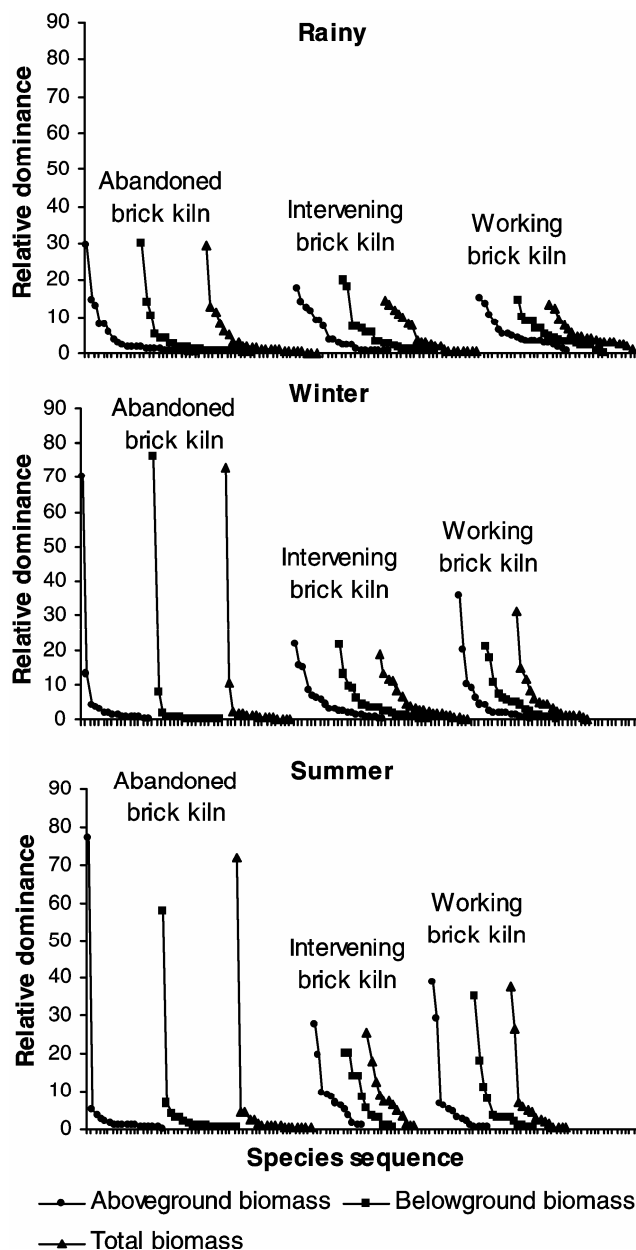 Rainy
90
80
70
60
50
40
30
20
10
0
Relative dominance
Abandoned
brick kiln
Intervening
brick kiln
Working
brick kiln
Winter
90
80
70
60
50
40
30
20
10
0
Relative dominance
Abandoned
brick kiln
Intervening
brick kiln
Working
brick kiln
Summer
90
80
70
60
50
40
30
20
10
0
Relative dominance
Abandoned
brick kiln
Intervening
brick kiln
Working
brick kiln
Species sequence
Aboveground biomass Belowground biomass
Total biomass